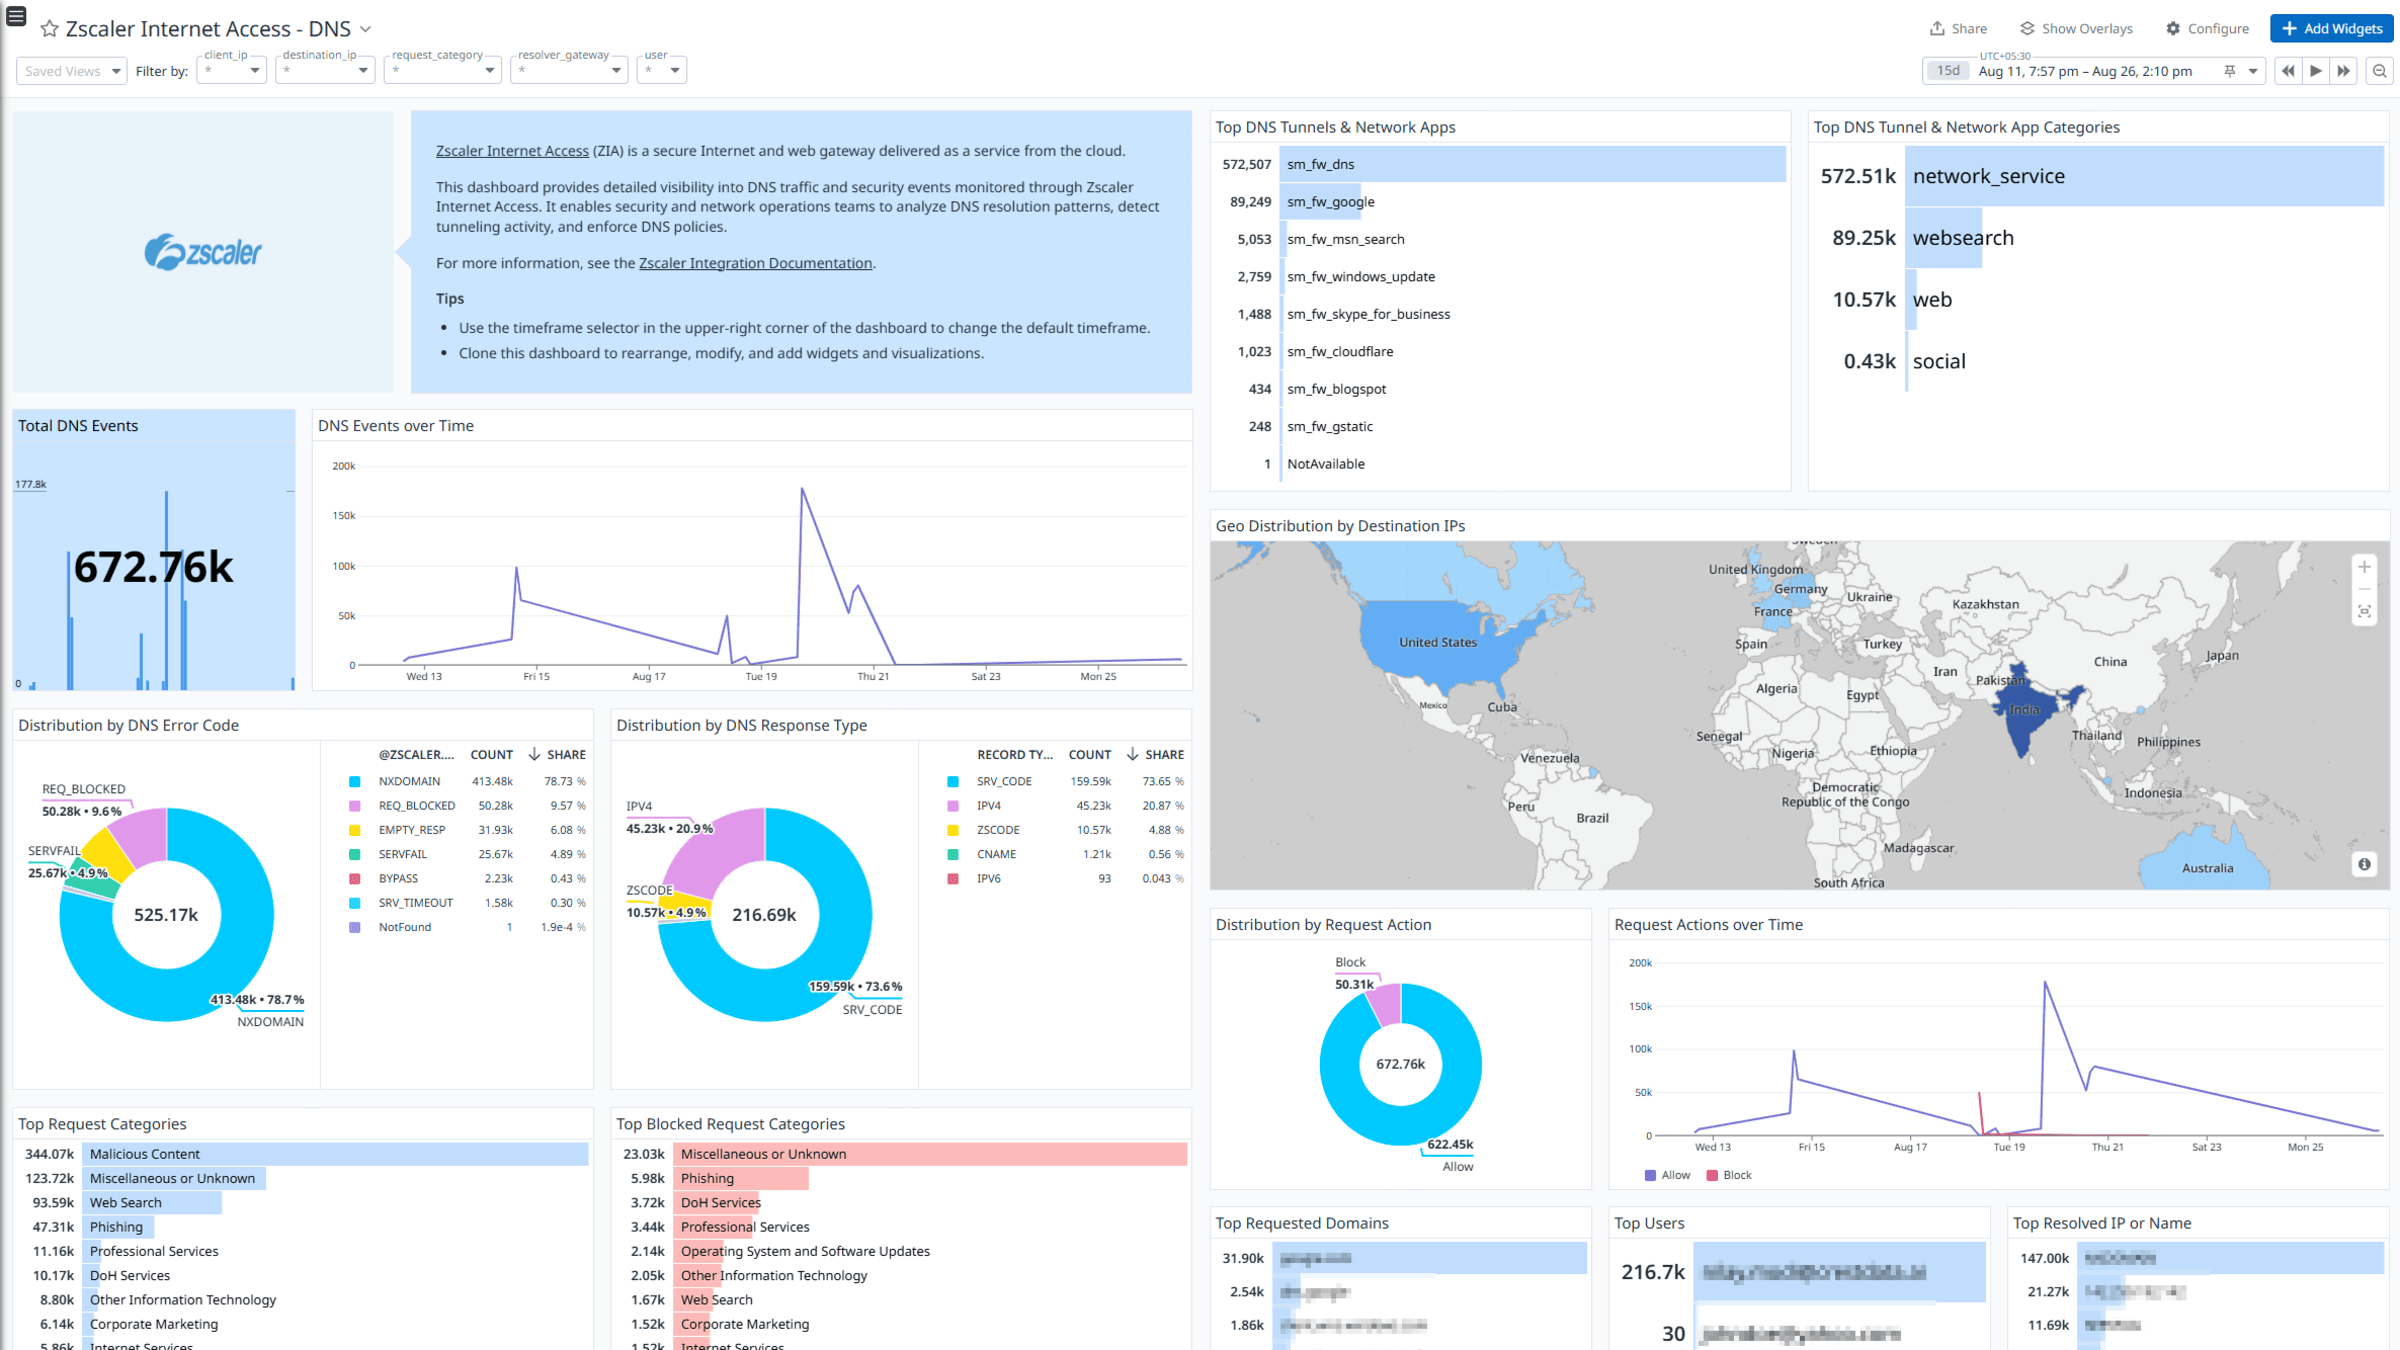 Zscaler Internet Access - DNS
Share
Show Overlays
Configure
Add Widgets
Saved Views
Filter by:
client_ip
*
destination_ip
*
request_category
*
resolver_gateway
*
user
*
UTC+05:30
15d
Aug 11, 7:57 pm – Aug 26, 2:10 pm
zscaler
Zscaler Internet Access (ZIA) is a secure Internet and web gateway delivered as a service from the cloud.
This dashboard provides detailed visibility into DNS traffic and security events monitored through Zscaler
Internet Access. It enables security and network operations teams to analyze DNS resolution patterns, detect
tunneling activity, and enforce DNS policies.
For more information, see the Zscaler Integration Documentation.
Tips
• Use the timeframe selector in the upper-right corner of the dashboard to change the default timeframe.
• Clone this dashboard to rearrange, modify, and add widgets and visualizations.
Top DNS Tunnels & Network Apps
572,507 sm_fw_dns
89,249 sm_fw_google
5,053 sm_fw_msn_search
2,759 sm_fw_windows_update
1,488 sm_fw_skype_for_business
1,023 sm_fw_cloudflare
434 sm_fw_blogspot
248 sm_fw_gstatic
1 NotAvailable
Top DNS Tunnel & Network App Categories
572.51k network_service
89.25k websearch
10.57k web
0.43k social
Total DNS Events
177.8k
672.76k
0
DNS Events over Time
200k
150k
100k
50k
0
Wed 13 Fri 15 Aug 17 Tue 19 Thu 21 Sat 23 Mon 25
Geo Distribution by Destination IPs
Sweden
United Kingdom
Germany
Ukraine
Kazakhstan
France
United States
Spain
Turkey
Japan
China
Iran
Pakistan
Algeria
Egypt
Mexico
Cuba
India
Senegal
Thailand
Philippines
Nigeria
Ethiopia
Venezuela
Democratic
Republic of the Congo
Indonesia
Peru
Brazil
Madagascar
Australia
South Africa
Distribution by DNS Error Code
REQ_BLOCKED
50.28k • 9.6%
SERVFAIL
25.67k • 4.9%
525.17k
413.48k • 78.7%
NXDOMAIN
@ZSCALER.... COUNT SHARE
NXDOMAIN 413.48k 78.73 %
REQ_BLOCKED 50.28k 9.57 %
EMPTY_RESP 31.93k 6.08 %
SERVFAIL 25.67k 4.89 %
BYPASS 2.23k 0.43 %
SRV_TIMEOUT 1.58k 0.30 %
NotFound 1 1.9e-4 %
Distribution by DNS Response Type
IPV4
45.23k • 20.9%
ZSCODE
10.57k • 4.9%
216.69k
159.59k • 73.6%
SRV_CODE
RECORD TY... COUNT SHARE
SRV_CODE 159.59k 73.65 %
IPV4 45.23k 20.87 %
ZSCODE 10.57k 4.88 %
CNAME 1.21k 0.56 %
IPV6 93 0.043 %
Distribution by Request Action
Block
50.31k
672.76k
622.45k
Allow
Request Actions over Time
200k
150k
100k
50k
0
Wed 13 Fri 15 Aug 17 Tue 19 Thu 21 Sat 23 Mon 25
Allow Block
Top Request Categories
344.07k Malicious Content
123.72k Miscellaneous or Unknown
93.59k Web Search
47.31k Phishing
11.16k Professional Services
10.17k DoH Services
8.80k Other Information Technology
6.14k Corporate Marketing
5.86k Internet Services
Top Blocked Request Categories
23.03k Miscellaneous or Unknown
5.98k Phishing
3.72k DoH Services
3.44k Professional Services
2.14k Operating System and Software Updates
2.05k Other Information Technology
1.67k Web Search
1.52k Corporate Marketing
1.52k Internet Services
Top Requested Domains
31.90k
2.54k
1.86k
Top Users
216.7k
30
Top Resolved IP or Name
147.00k
21.27k
11.69k